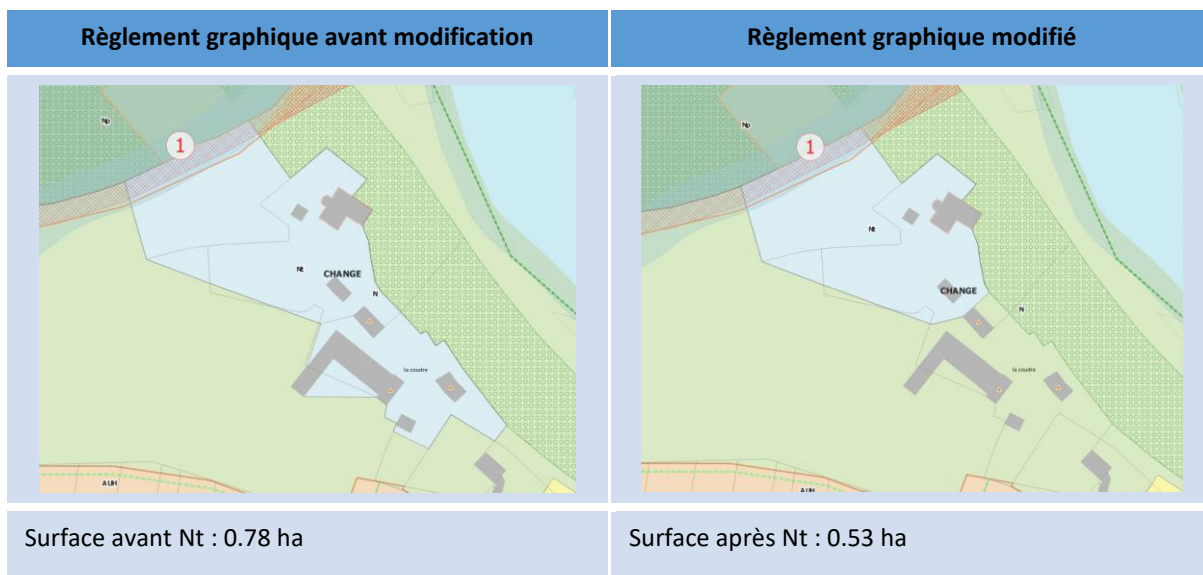 Règlement graphique avant modification
Règlement graphique modifié
Np
1
Nt
CHANGE
N
la coudre
AUH
Np
1
Nt
CHANGE
N
la coudre
AUH
Surface avant Nt : 0.78 ha
Surface après Nt : 0.53 ha